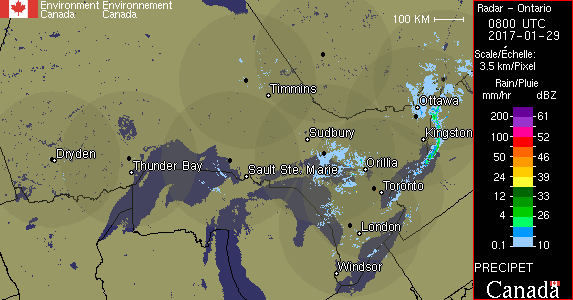 Environment Environnement
Canada Canada
Radar - Ontario
0800 UTC
2017-01-29
100 KM
Scale/Échelle:
3.5 km/Pixel
Rain/Pluie
mm/hr dBZ
200 61
100 52
50 46
24 39
12 33
4 26
1 18
0.1 10
Timmins
Ottawa
Sudbury
Kingston
Dryden
Thunder Bay
Sault Ste. Marie
Orillia
Toronto
London
Windsor
PRECIPET
Canada